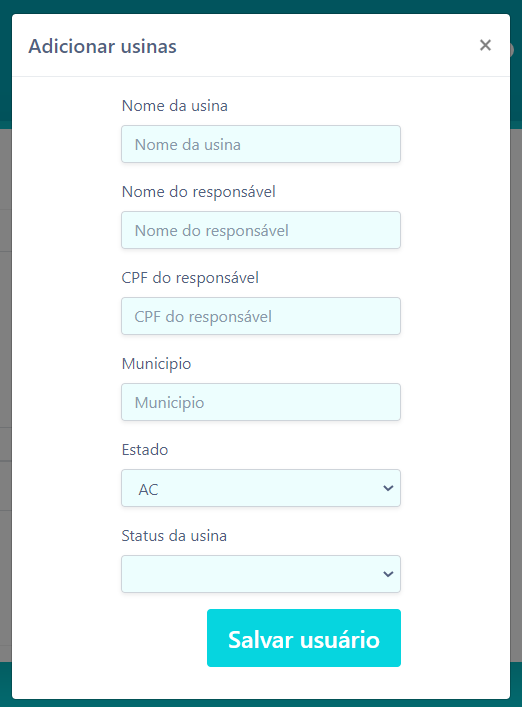 Adicionar usinas
×
Nome da usina
Nome da usina
Nome do responsável
Nome do responsável
CPF do responsável
CPF do responsável
Municipio
Municipio
Estado
AC
Status da usina
Salvar usuário